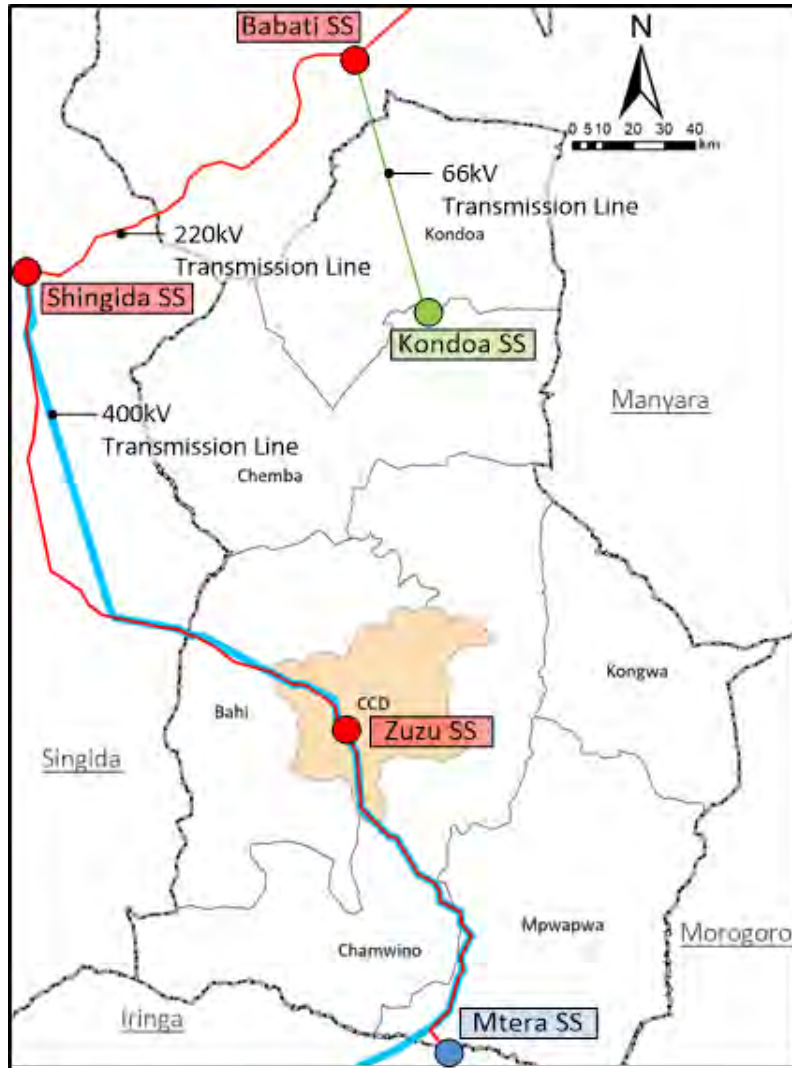 Babati SS
N
0 5 10 20 30 40
km
66kV
Transmission Line
Kondoa
220kV
Transmission Line
Shingida SS
Kondoa SS
Manyara
400kV
Transmission Line
Chemba
Kongwa
CCD
Bahi
Zuzu SS
Singida
Mpwapwa
Morogoro
Chamwino
Iringa
Mtera SS